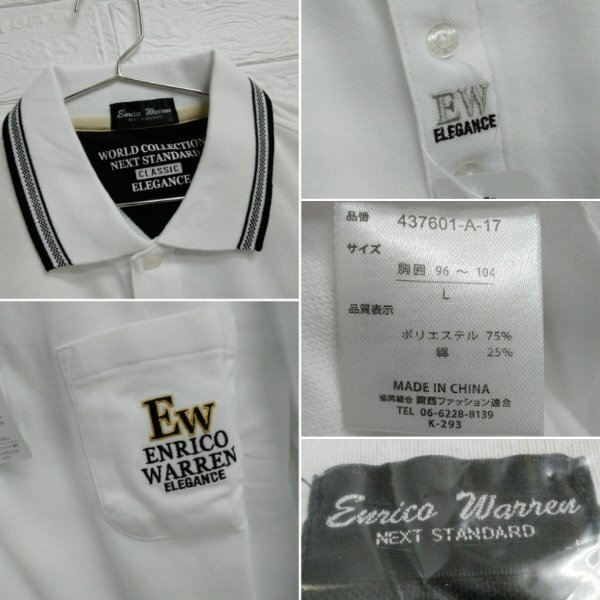 Enrico Warren
NEXT STANDARD
WORLD COLLECTION
NEXT STANDARD
CLASSIC
ELEGANCE
EW
ELEGANCE
品番 437601-A-17
サイズ
胸囲 96 ～ 104
L
品質表示
ポリエステル 75%
綿 25%
MADE IN CHINA
協同組合 関西ファッション連合
TEL 06-6228-8139
K-293
EW
ENRICO
WARREN
ELEGANCE
Enrico Warren
NEXT STANDARD
L